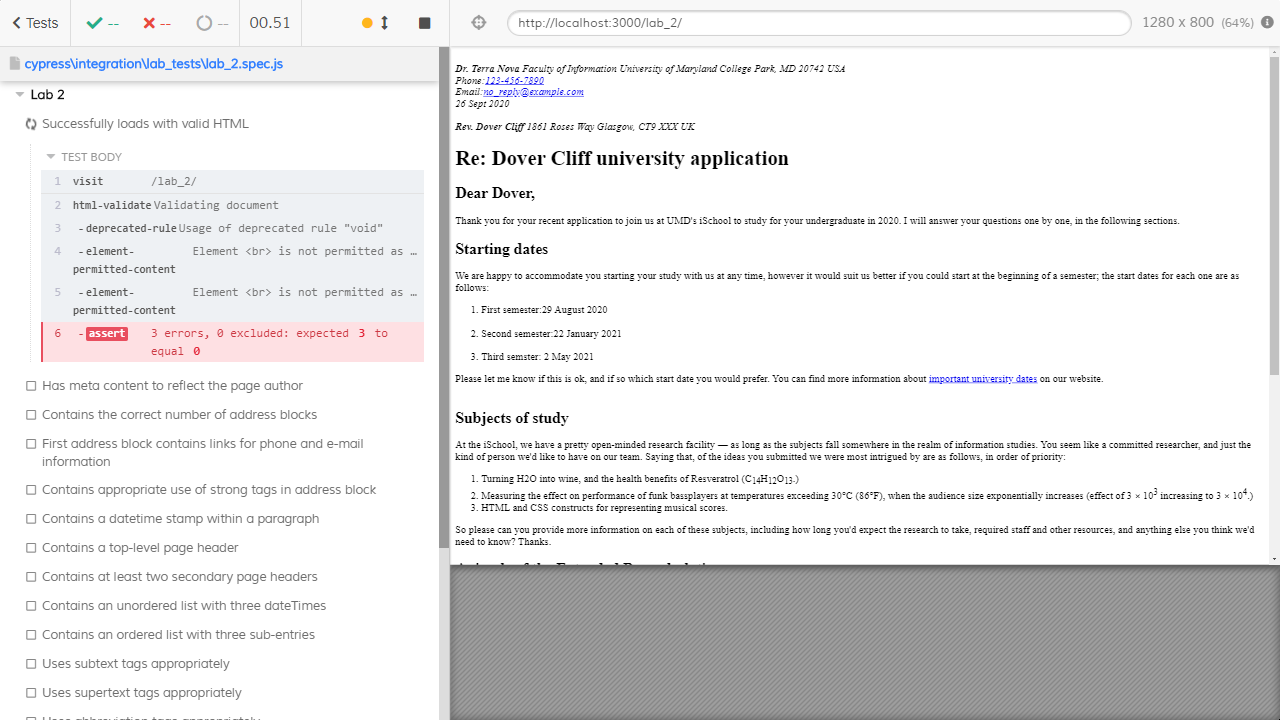 Tests
--
--
--
00.51
http://localhost:3000/lab_2/
1280 x 800 (64%)
cypress\integration\lab_tests\lab_2.spec.js
Lab 2
Successfully loads with valid HTML
TEST BODY
1 visit /lab_2/
2 html-validate Validating document
3 -deprecated-rule Usage of deprecated rule "void"
4 -element-permitted-content Element <br> is not permitted as …
5 -element-permitted-content Element <br> is not permitted as …
6 -assert 3 errors, 0 excluded: expected 3 to
equal 0
Has meta content to reflect the page author
Contains the correct number of address blocks
First address block contains links for phone and e-mail
information
Contains appropriate use of strong tags in address block
Contains a datetime stamp within a paragraph
Contains a top-level page header
Contains at least two secondary page headers
Contains an unordered list with three dateTimes
Contains an ordered list with three sub-entries
Uses subtext tags appropriately
Uses supertext tags appropriately
Uses abbreviation tags appropriately
Dr. Terra Nova Faculty of Information University of Maryland College Park, MD 20742 USA
Phone:123-456-7890
Email:no_reply@example.com
26 Sept 2020
Rev. Dover Cliff 1861 Roses Way Glasgow, CT9 XXX UK
Re: Dover Cliff university application
Dear Dover,
Thank you for your recent application to join us at UMD's iSchool to study for your undergraduate in 2020. I will answer your questions one by one, in the following sections.
Starting dates
We are happy to accommodate you starting your study with us at any time, however it would suit us better if you could start at the beginning of a semester; the start dates for each one are as
follows:
1. First semester:29 August 2020
2. Second semester:22 January 2021
3. Third semster: 2 May 2021
Please let me know if this is ok, and if so which start date you would prefer. You can find more information about important university dates on our website.
Subjects of study
At the iSchool, we have a pretty open-minded research facility — as long as the subjects fall somewhere in the realm of information studies. You seem like a committed researcher, and just the
kind of person we'd like to have on our team. Saying that, of the ideas you submitted we were most intrigued by are as follows, in order of priority:
1. Turning H2O into wine, and the health benefits of Resveratrol (C₁₄H₁₂O₁₃.)
2. Measuring the effect on performance of funk bassplayers at temperatures exceeding 30°C (86°F), when the audience size exponentially increases (effect of 3 × 10³ increasing to 3 × 10⁴.)
3. HTML and CSS constructs for representing musical scores.
So please can you provide more information on each of these subjects, including how long you'd expect the research to take, required staff and other resources, and anything else you think we'd
need to know? Thanks.